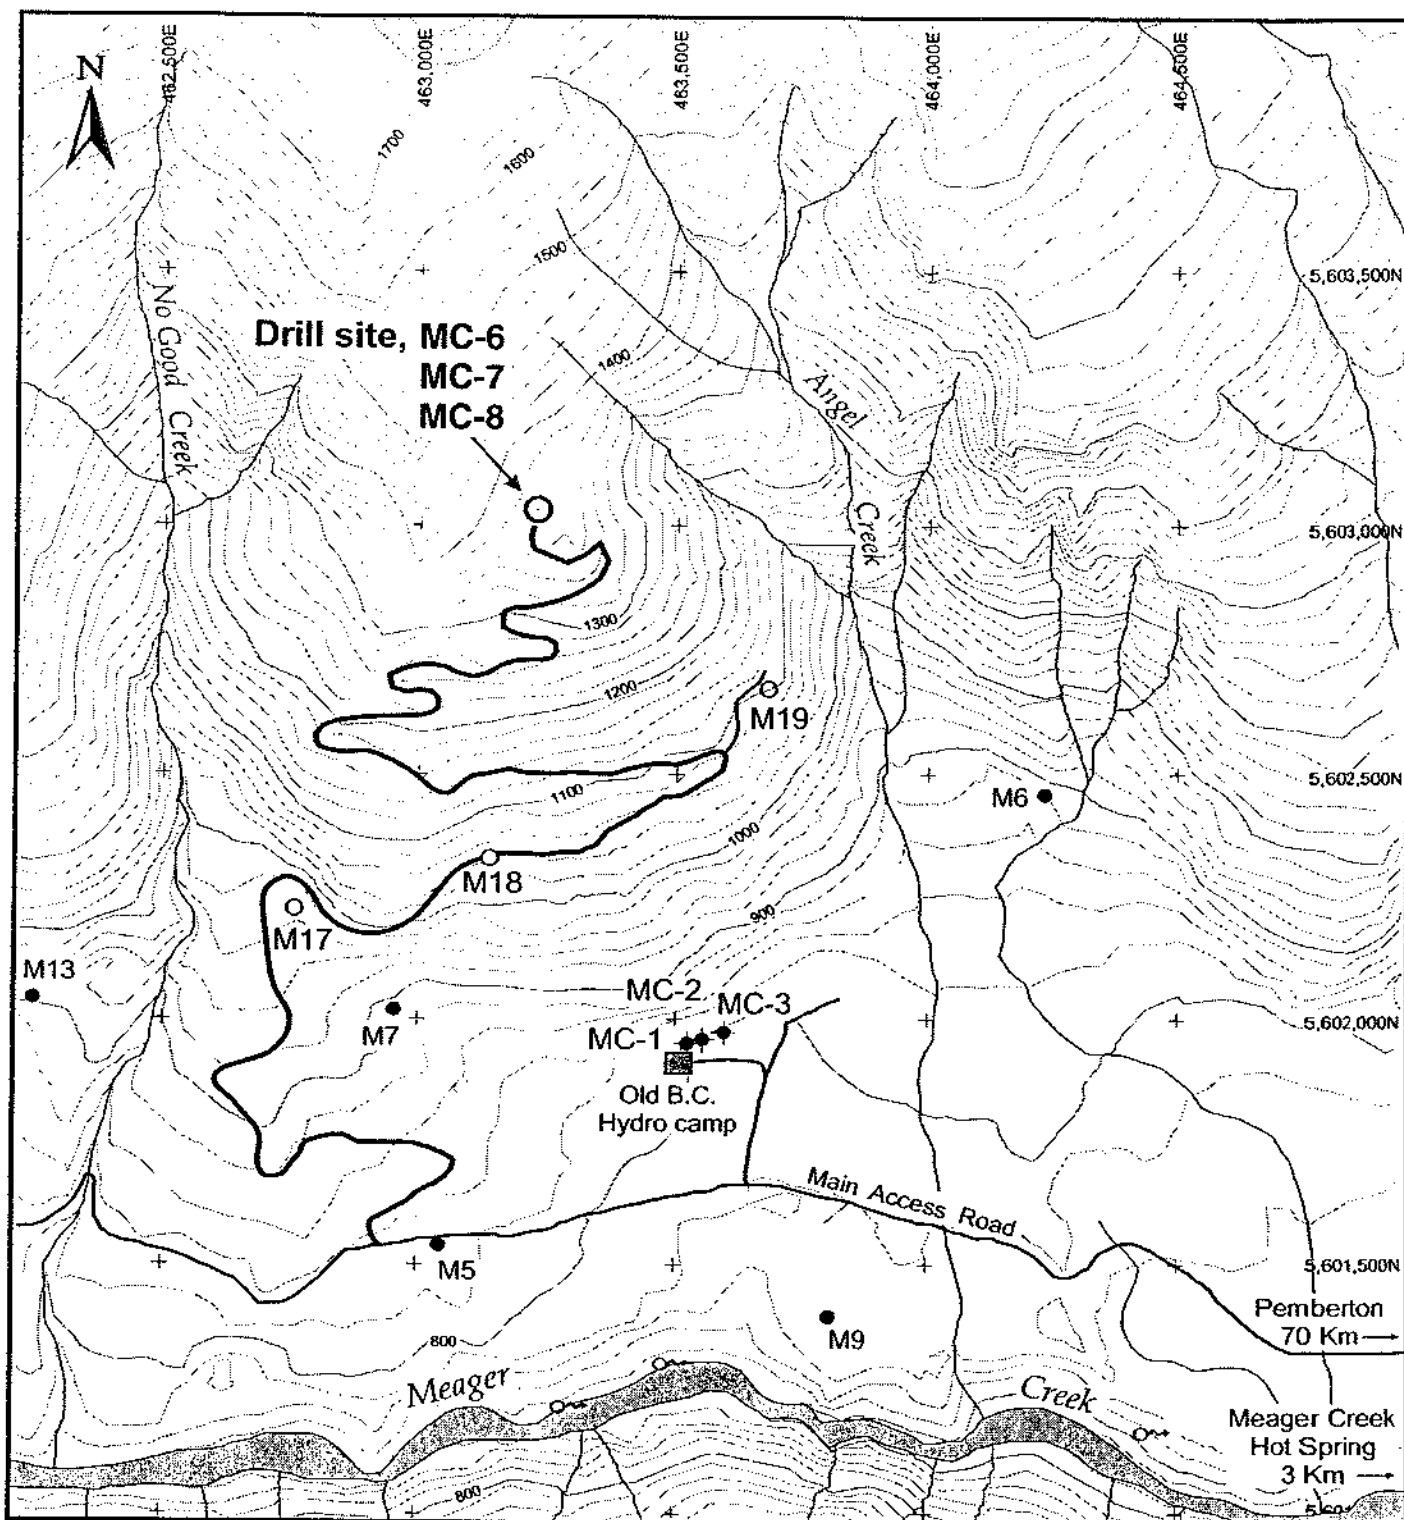 N
462,500E
463,000E
463,500E
464,000E
464,500E
1700
1600
1500
5,603,500N
No Good Creek
Drill site, MC-6
MC-7
MC-8
1400
Angel
Creek
5,603,000N
1300
1200
M19
5,602,500N
1100
M6
1000
M18
900
M17
M13
MC-2
MC-3
M7
5,602,000N
MC-1
Old B.C.
Hydro camp
Main Access Road
M5
5,601,500N
Pemberton
70 Km
800
M9
Meager
Creek
Meager Creek
Hot Spring
3 Km
800